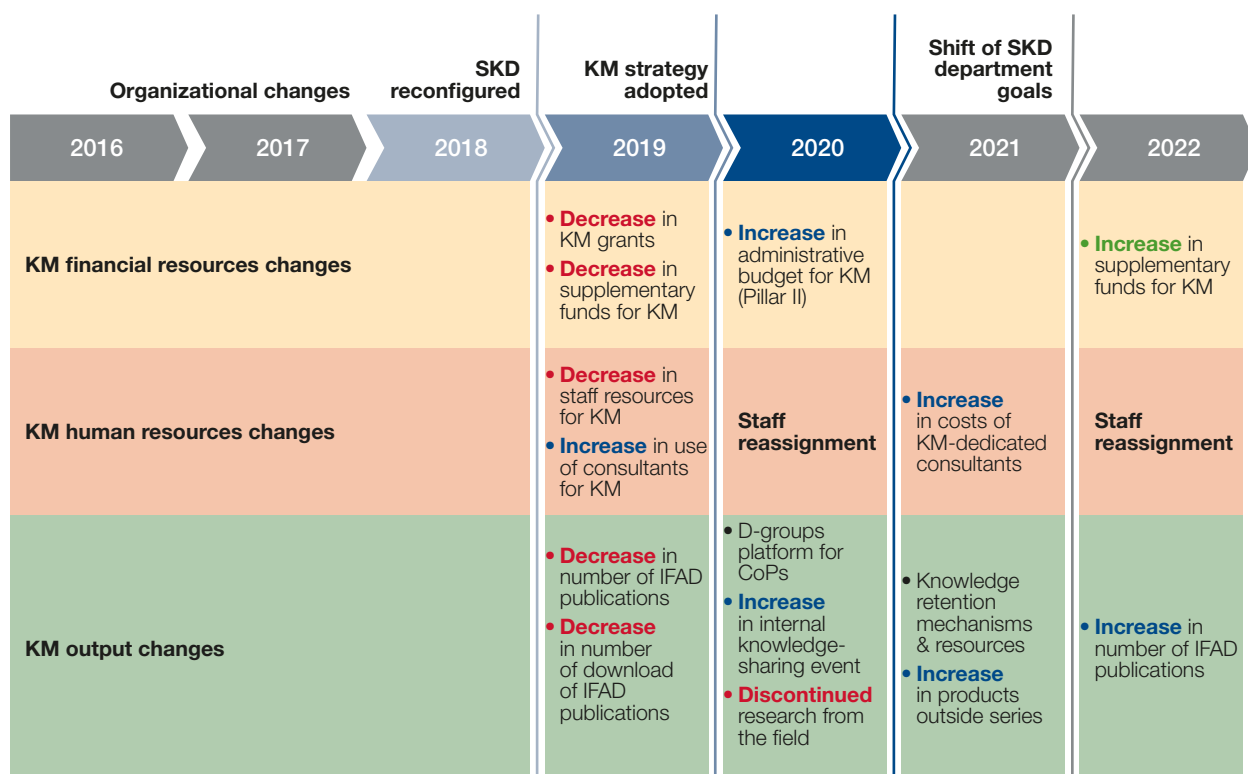 Organizational changes
SKD
reconfigured
KM strategy
adopted
Shift of SKD
department
goals
2016
2017
2018
2019
2020
2021
2022
KM financial resources changes
• Decrease in
KM grants
• Decrease in
supplementary
funds for KM
• Increase in
administrative
budget for KM
(Pillar II)
• Increase in
supplementary
funds for KM
KM human resources changes
• Decrease in
staff resources
for KM
• Increase in use
of consultants
for KM
Staff
reassignment
• Increase
in costs of
KM-dedicated
consultants
Staff
reassignment
KM output changes
• Decrease in
number of IFAD
publications
• Decrease
in number
of download
of IFAD
publications
• D-groups
platform for
CoPs
• Increase
in internal
knowledge-
sharing event
• Discontinued
research from
the field
• Knowledge
retention
mechanisms
& resources
• Increase
in products
outside series
• Increase in
number of IFAD
publications